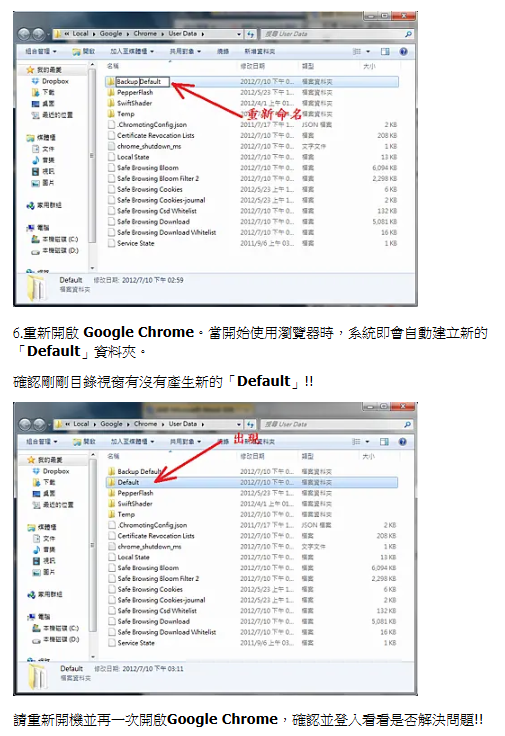 « Local ▸ Google ▸ Chrome ▸ User Data ▸
搜尋 User Data
組合管理 ▾ 開啟 加入至媒體櫃 ▾ 共用對象 ▾ 燒錄 新增資料夾
名稱 修改日期 類型 大小
我的最愛
Dropbox
下載
桌面
最近的位置
媒體櫃
文件
音樂
視訊
圖片
家用群組
電腦
本機磁碟 (C:)
本機磁碟 (D:)
Backup Default 2012/7/10 下午 0... 檔案資料夾
PepperFlash 2012/5/23 上午 1... 檔案資料夾
SwiftShader 2012/4/1 上午 01... 檔案資料夾
Temp 2012/7/10 下午 0... 檔案資料夾
重新命名
.ChromotingConfig.json 2011/7/17 下午 1... JSON 檔案 2 KB
Certificate Revocation Lists 2012/7/10 下午 0... 檔案 208 KB
chrome_shutdown_ms 2012/7/10 下午 0... 文字文件 1 KB
Local State 2012/7/10 下午 0... 檔案 13 KB
Safe Browsing Bloom 2012/7/10 下午 0... 檔案 6,094 KB
Safe Browsing Bloom Filter 2 2012/7/10 下午 0... 檔案 2,298 KB
Safe Browsing Cookies 2012/5/23 上午 1... 檔案 6 KB
Safe Browsing Cookies-journal 2012/5/23 上午 1... 檔案 2 KB
Safe Browsing Csd Whitelist 2012/7/10 下午 0... 檔案 132 KB
Safe Browsing Download 2012/7/10 下午 0... 檔案 5,081 KB
Safe Browsing Download Whitelist 2012/7/10 下午 0... 檔案 16 KB
Service State 2011/9/6 上午 03... 檔案 1 KB
Default 修改日期: 2012/7/10 下午 02:59
檔案資料夾
6.重新開啟 Google Chrome。當開始使用瀏覽器時，系統即會自動建立新的
「Default」資料夾。
確認剛剛目錄視窗有沒有產生新的「Default」!!
« Local ▸ Google ▸ Chrome ▸ User Data ▸
搜尋 User Data
組合管理 ▾ 開啟 加入至媒體櫃 ▾ 共用對象 ▾ 燒錄 新增資料夾
出現
名稱 修改日期 類型 大小
我的最愛
Dropbox
下載
桌面
最近的位置
媒體櫃
文件
音樂
視訊
圖片
家用群組
電腦
本機磁碟 (C:)
本機磁碟 (D:)
Backup Default 2012/7/10 下午 0... 檔案資料夾
Default 2012/7/10 下午 0... 檔案資料夾
PepperFlash 2012/5/23 上午 1... 檔案資料夾
SwiftShader 2012/4/1 上午 01... 檔案資料夾
Temp 2012/7/10 下午 0... 檔案資料夾
.ChromotingConfig.json 2011/7/17 下午 1... JSON 檔案 2 KB
Certificate Revocation Lists 2012/7/10 下午 0... 檔案 208 KB
chrome_shutdown_ms 2012/7/10 下午 0... 文字文件 1 KB
Local State 2012/7/10 下午 0... 檔案 13 KB
Safe Browsing Bloom 2012/7/10 下午 0... 檔案 6,094 KB
Safe Browsing Bloom Filter 2 2012/7/10 下午 0... 檔案 2,298 KB
Safe Browsing Cookies 2012/5/23 上午 1... 檔案 6 KB
Safe Browsing Cookies-journal 2012/5/23 上午 1... 檔案 2 KB
Safe Browsing Csd Whitelist 2012/7/10 下午 0... 檔案 132 KB
Safe Browsing Download 2012/7/10 下午 0... 檔案 5,081 KB
Safe Browsing Download Whitelist 2012/7/10 下午 0... 檔案 16 KB
Service State 2011/9/6 上午 03... 檔案 1 KB
Default 修改日期: 2012/7/10 下午 03:11
檔案資料夾
請重新開機並再一次開啟Google Chrome，確認並登入看看是否解決問題!!